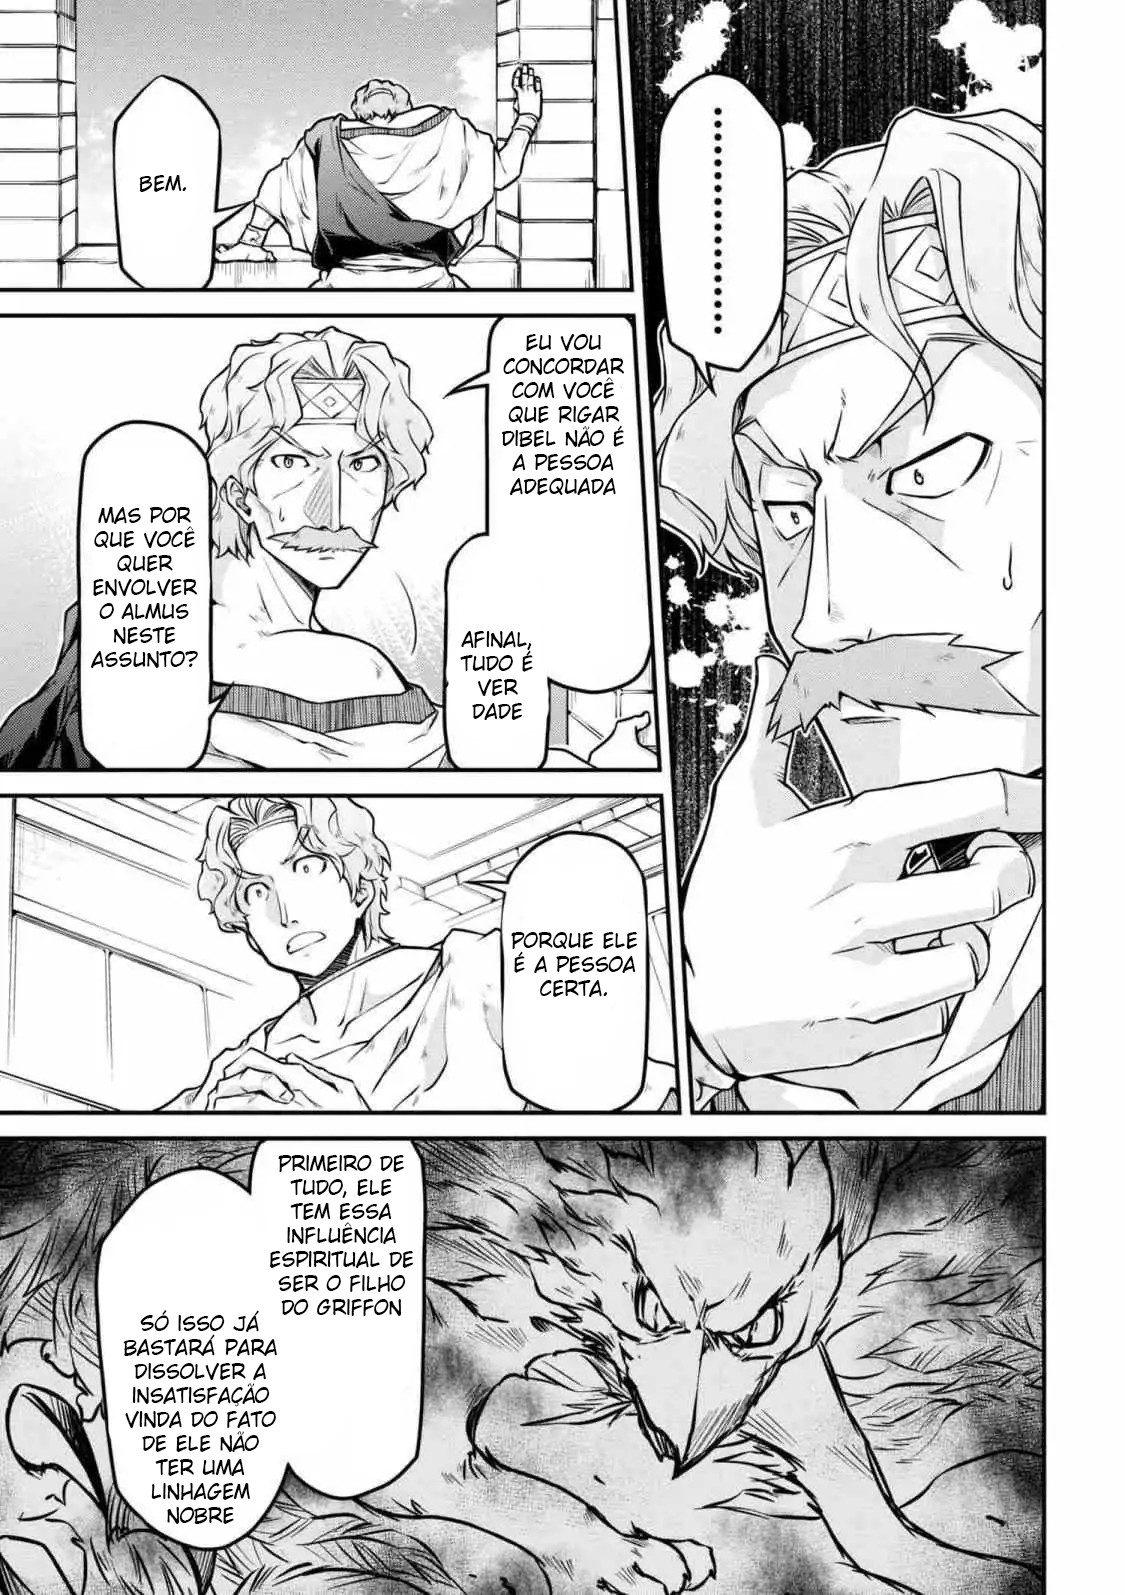 ..................
BEM.
EU VOU
CONCORDAR
COM VOCÊ
QUE RIGAR
DIBEL NÃO É
A PESSOA
ADEQUADA
AFINAL,
TUDO É
VER
DADE
MAS POR
QUE VOCÊ
QUER
ENVOLVER
O ALMUS
NESTE
ASSUNTO?
PORQUE ELE
É A PESSOA
CERTA.
PRIMEIRO DE
TUDO, ELE
TEM ESSA
INFLUÊNCIA
ESPIRITUAL DE
SER O FILHO
DO GRIFFON
SÓ ISSO JÁ
BASTARÁ PARA
DISSOLVER A
INSATISFAÇÃO
VINDA DO FATO
DE ELE NÃO
TER UMA
LINHAGEM
NOBRE